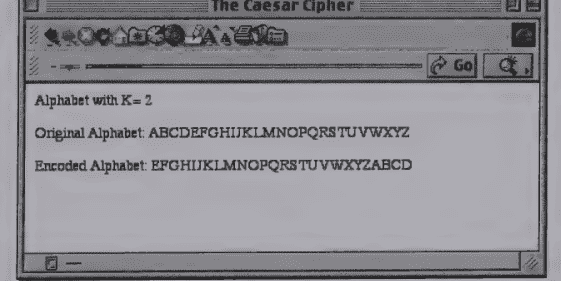 The Caesar Cipher
Go
Alphabet with K= 2
Original Alphabet: ABCDEFGHIJKLMNOPQRSTUVWXYZ
Encoded Alphabet: EFGHIJKLMNOPQRSTUVWXYZABCD